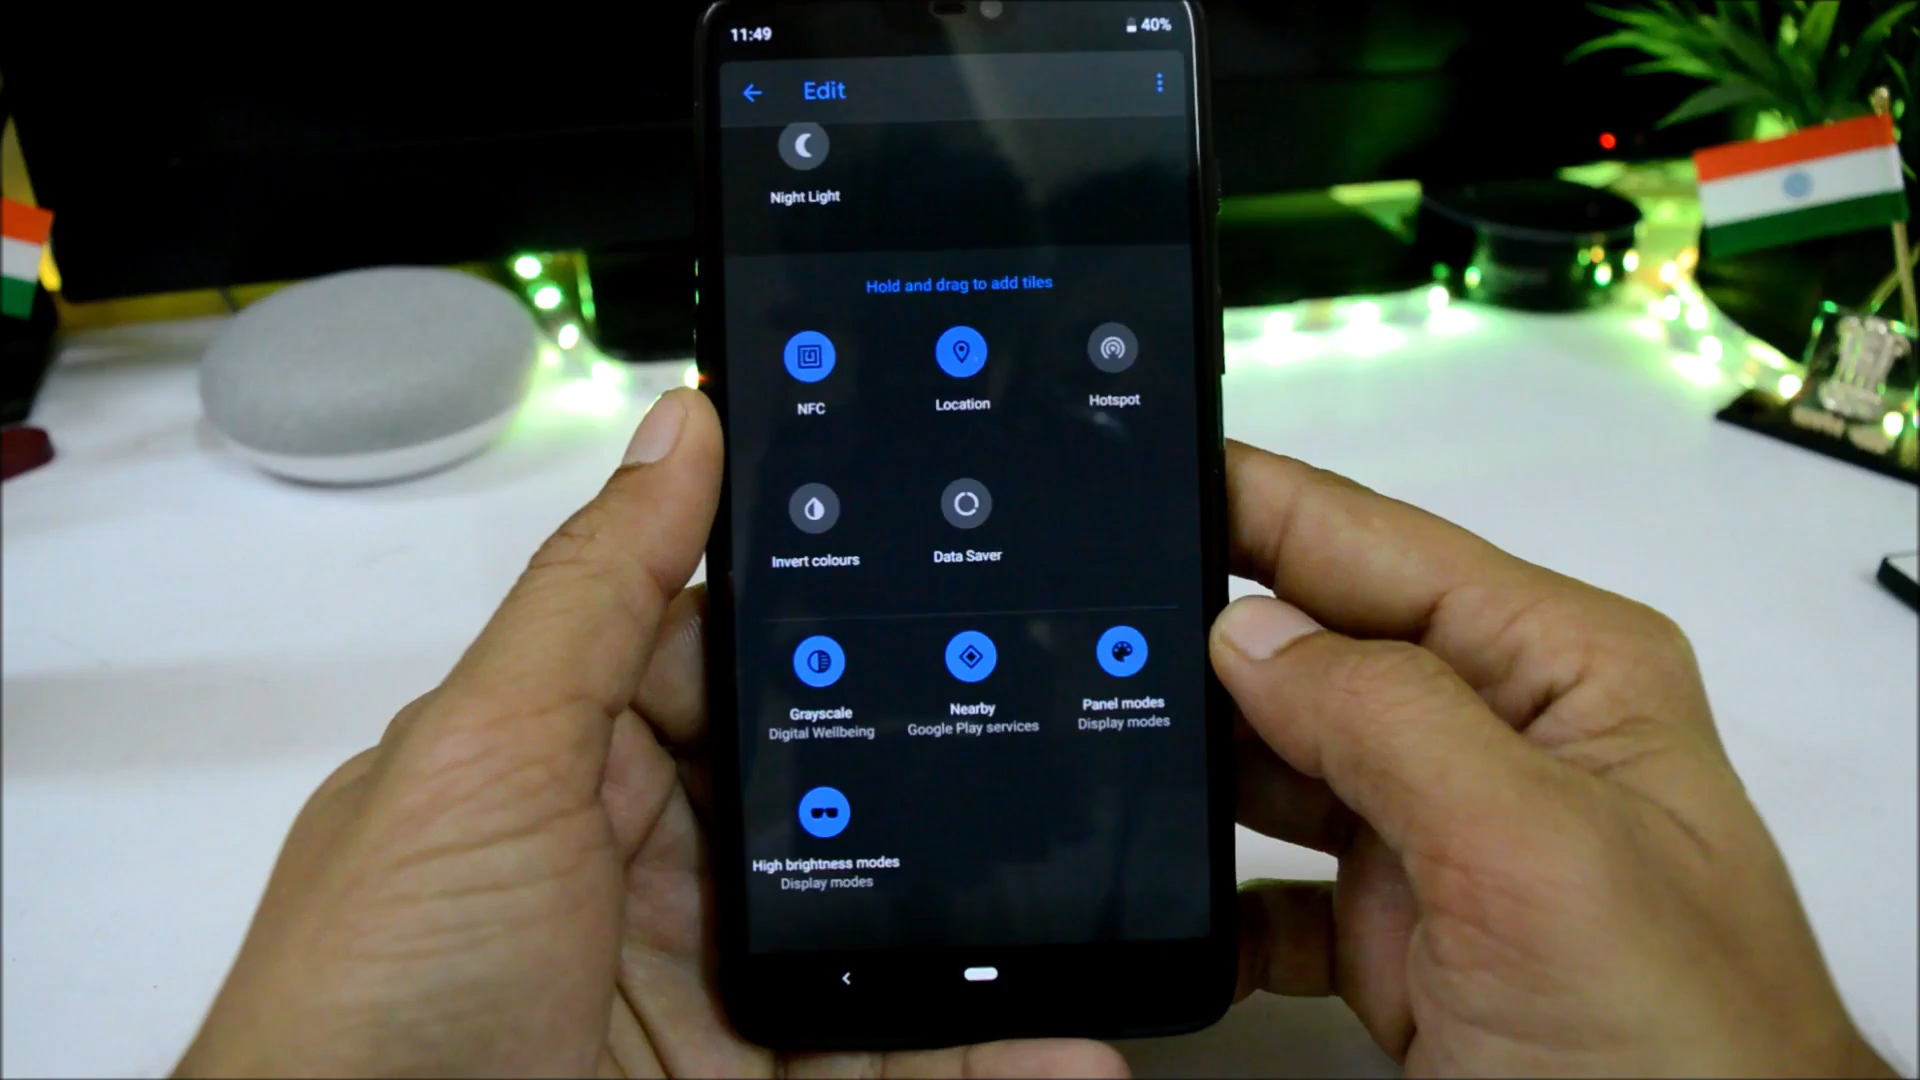 11:49
40%
Edit
Night Light
Hold and drag to add tiles
NFC
Location
Hotspot
Invert colours
Data Saver
Grayscale
Digital Wellbeing
Nearby
Google Play services
Panel modes
Display modes
High brightness modes
Display modes